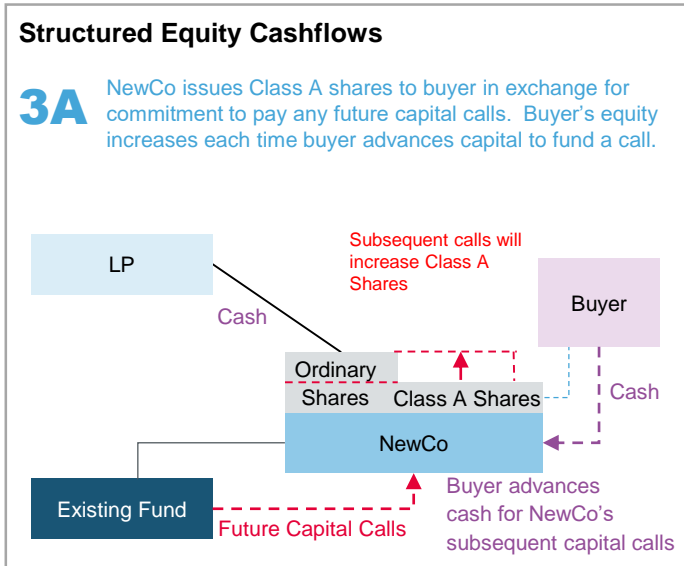 Structured Equity Cashflows
3A
NewCo issues Class A shares to buyer in exchange for
commitment to pay any future capital calls.  Buyer's equity
increases each time buyer advances capital to fund a call.
LP
Subsequent calls will
increase Class A
Shares
Buyer
Cash
Ordinary
Shares
Class A Shares
Cash
NewCo
Existing Fund
Future Capital Calls
Buyer advances
cash for NewCo's
subsequent capital calls